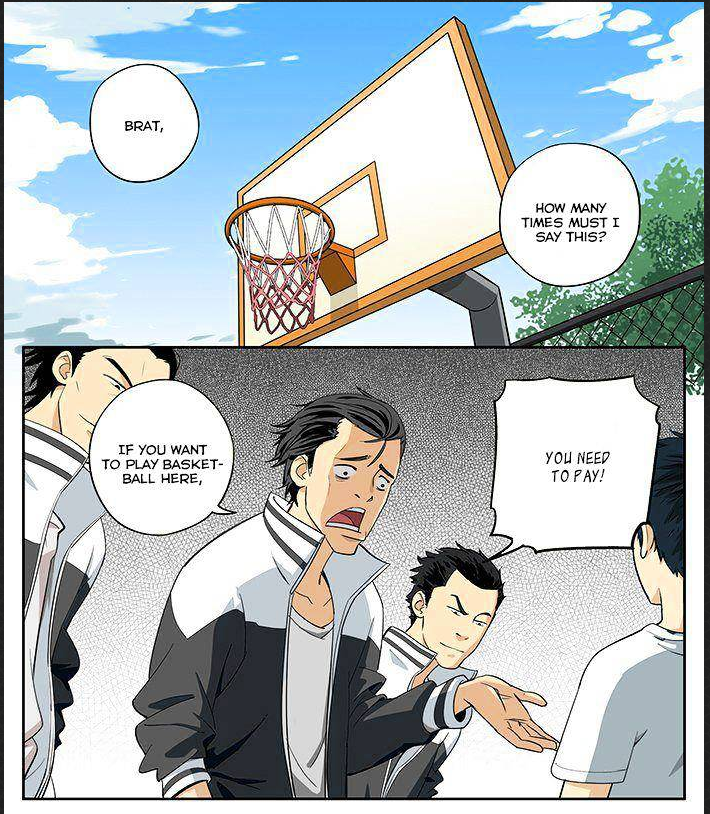 BRAT,
HOW MANY
TIMES MUST I
SAY THIS?
IF YOU WANT
TO PLAY BASKET-
BALL HERE,
YOU NEED
TO PAY!